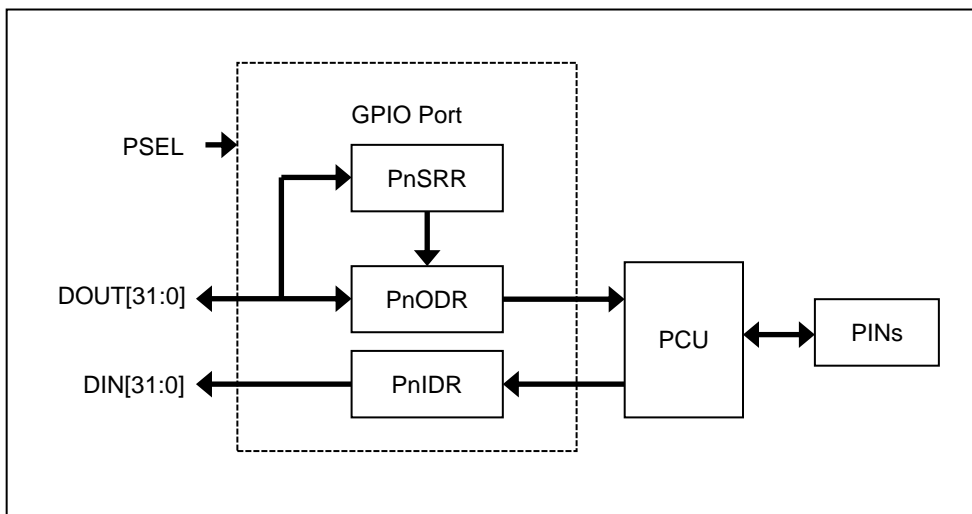 GPIO Port
PSEL
PnSRR
DOUT[31:0]
PnODR
PCU
PINs
DIN[31:0]
PnIDR